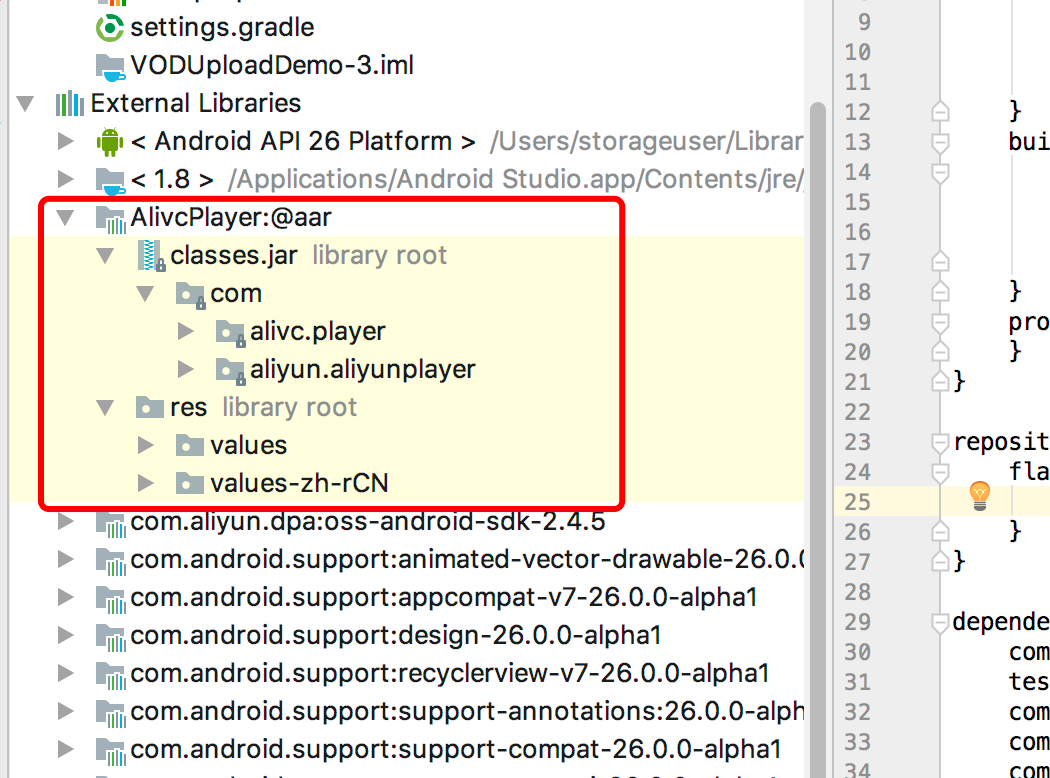 settings.gradle
VODUploadDemo-3.iml
External Libraries
< Android API 26 Platform > /Users/storageuser/Librar
< 1.8 > /Applications/Android Studio.app/Contents/jre/
AlivcPlayer:@aar
classes.jar library root
com
alivc.player
aliyun.aliyunplayer
res library root
values
values-zh-rCN
com.aliyun.dpa:oss-android-sdk-2.4.5
com.android.support:animated-vector-drawable-26.0.0
com.android.support:appcompat-v7-26.0.0-alpha1
com.android.support:design-26.0.0-alpha1
com.android.support:recyclerview-v7-26.0.0-alpha1
com.android.support:support-annotations:26.0.0-alph
com.android.support:support-compat-26.0.0-alpha1
9
10
11
12 }
13 bui
14
15
16
17
18 }
19 pro
20 }
21 }
22
23 reposit
24 fla
25
26 }
27 }
28
29 depende
30 com
31 tes
32 com
33 com
34 com